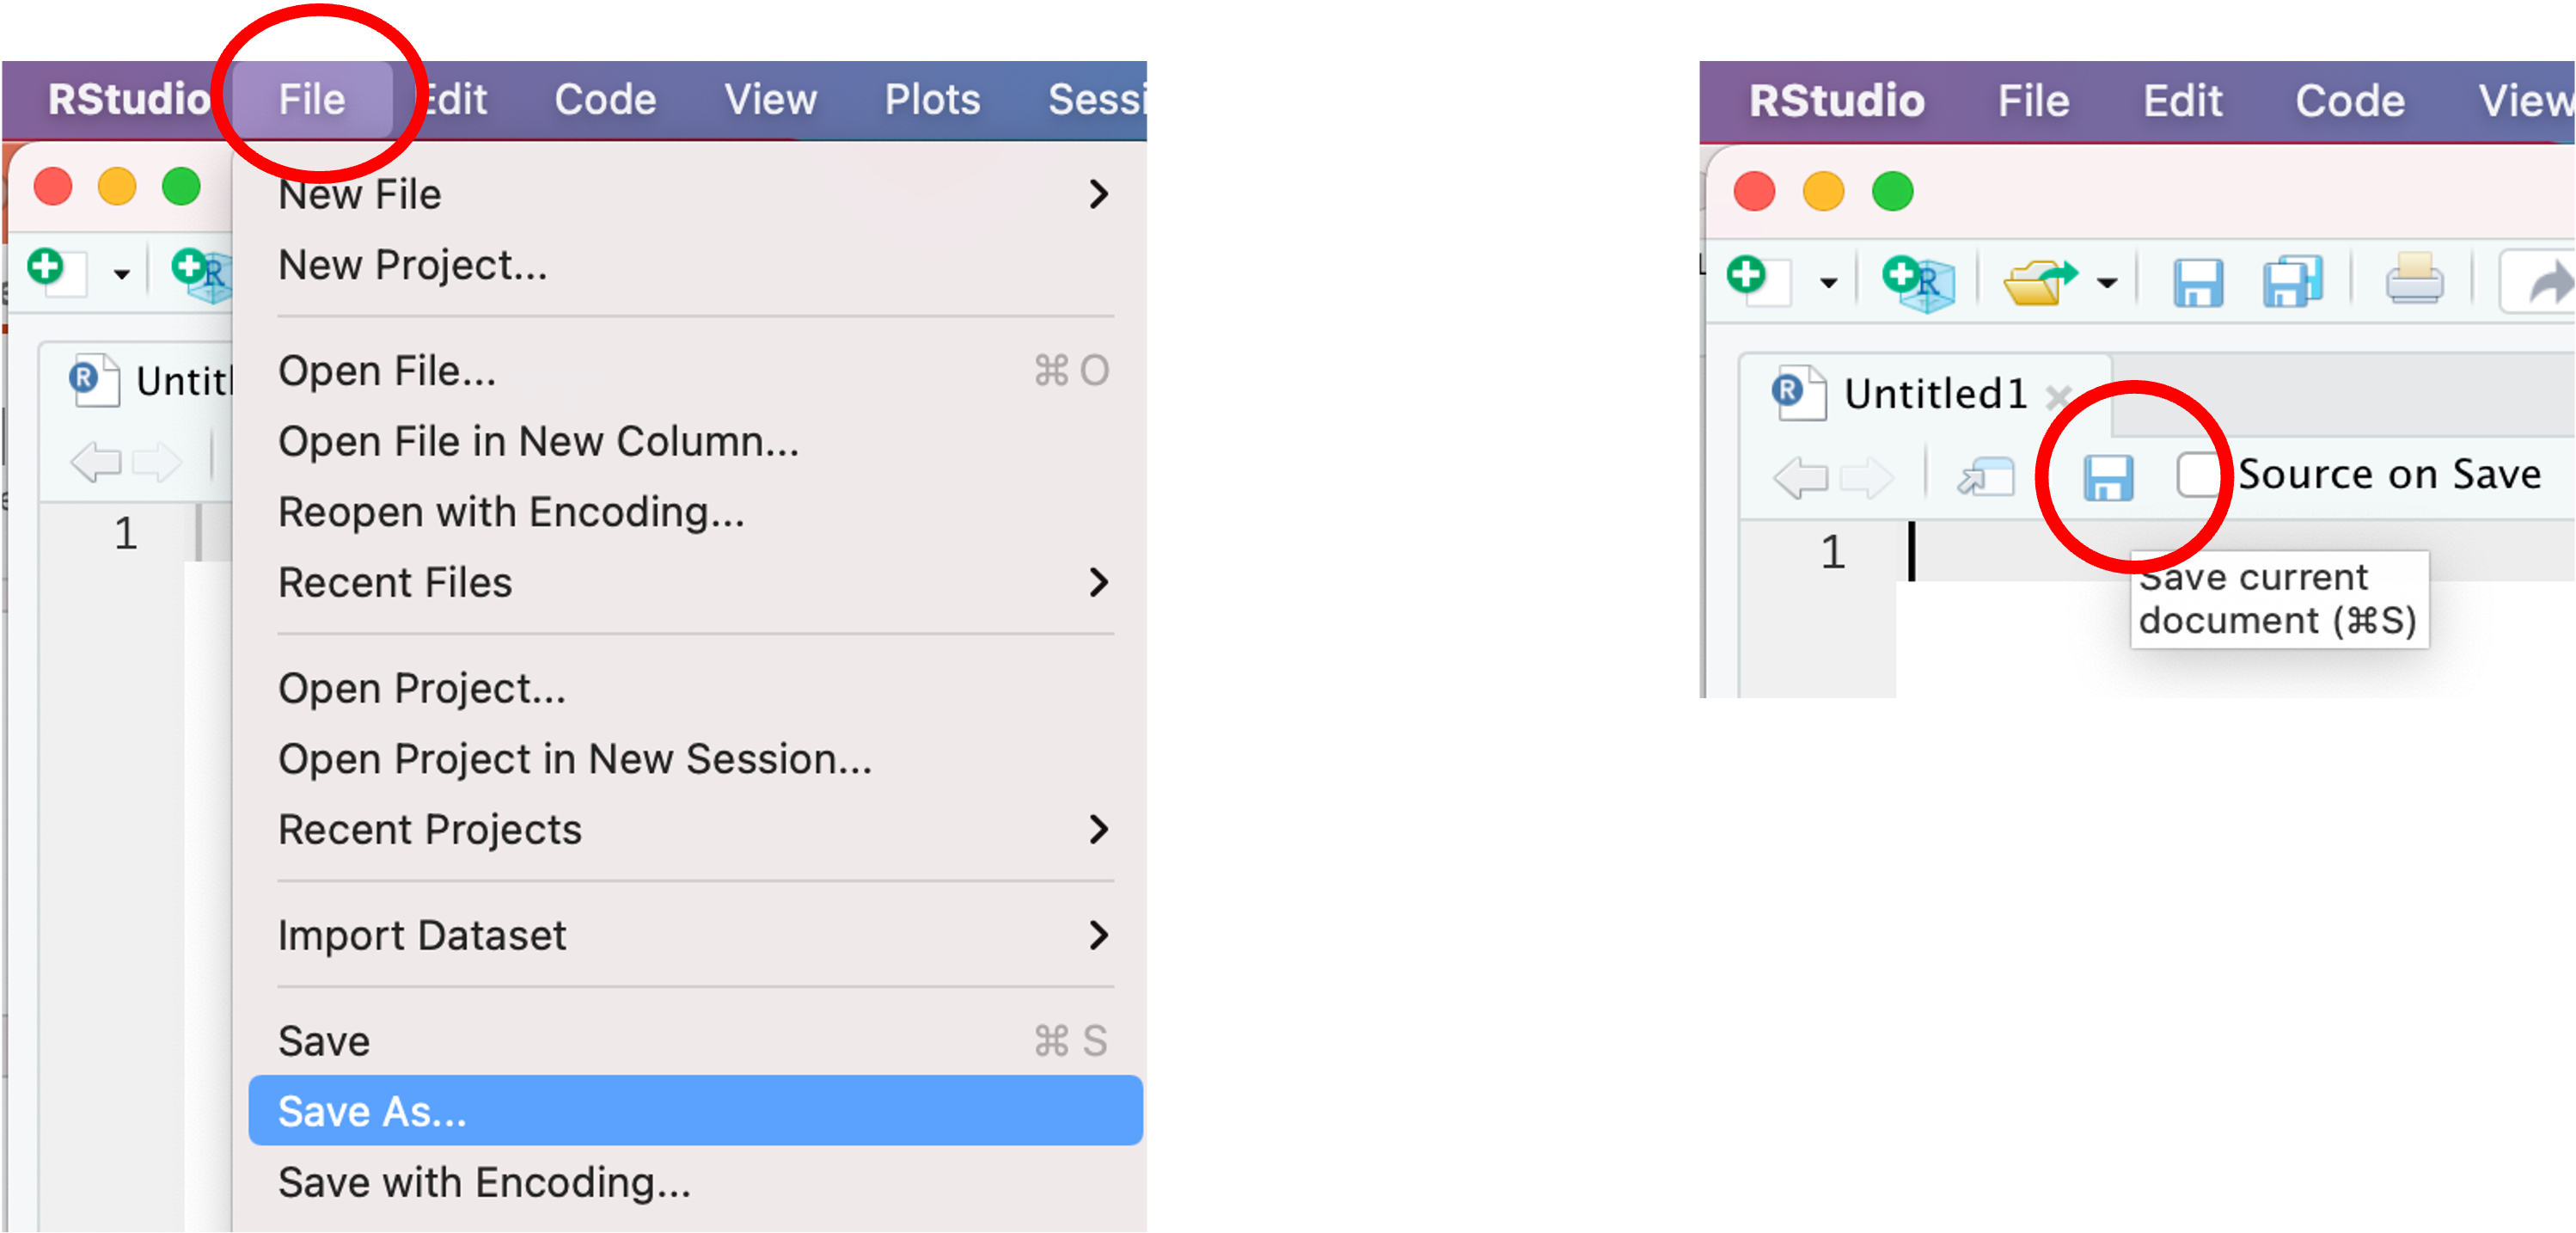 RStudio File Edit Code View Plots Sessi
New File
New Project...
Untitl
Open File... ⌘ O
Open File in New Column...
Reopen with Encoding...
1
Recent Files
Open Project...
Open Project in New Session...
Recent Projects
Import Dataset
Save ⌘ S
Save As...
Save with Encoding...
RStudio File Edit Code View
Untitled1
Source on Save
1
Save current
document (⌘S)